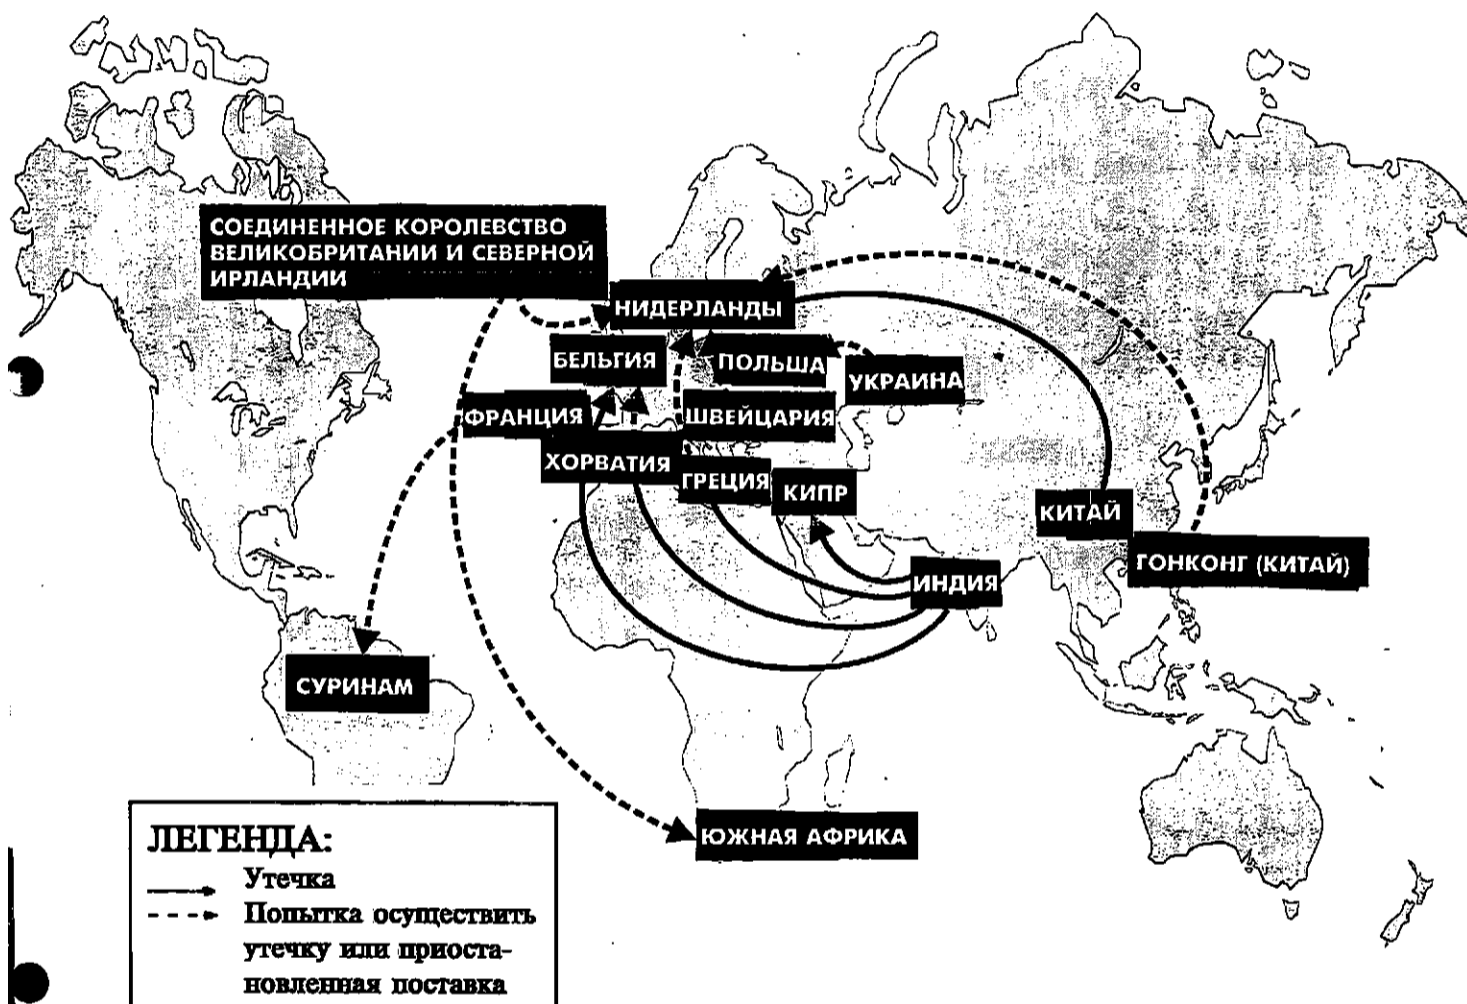 СОЕДИНЕННОЕ КОРОЛЕВСТВО
ВЕЛИКОБРИТАНИИ И СЕВЕРНОЙ
ИРЛАНДИИ
НИДЕРЛАНДЫ
БЕЛЬГИЯ
ПОЛЬША
УКРАИНА
ФРАНЦИЯ
ШВЕЙЦАРИЯ
ХОРВАТИЯ
ГРЕЦИЯ
КИПР
КИТАЙ
ГОНКОНГ (КИТАЙ)
ИНДИЯ
СУРИНАМ
ЮЖНАЯ АФРИКА
ЛЕГЕНДА:
Утечка
Попытка осуществить
утечку или приоста-
новленная поставка